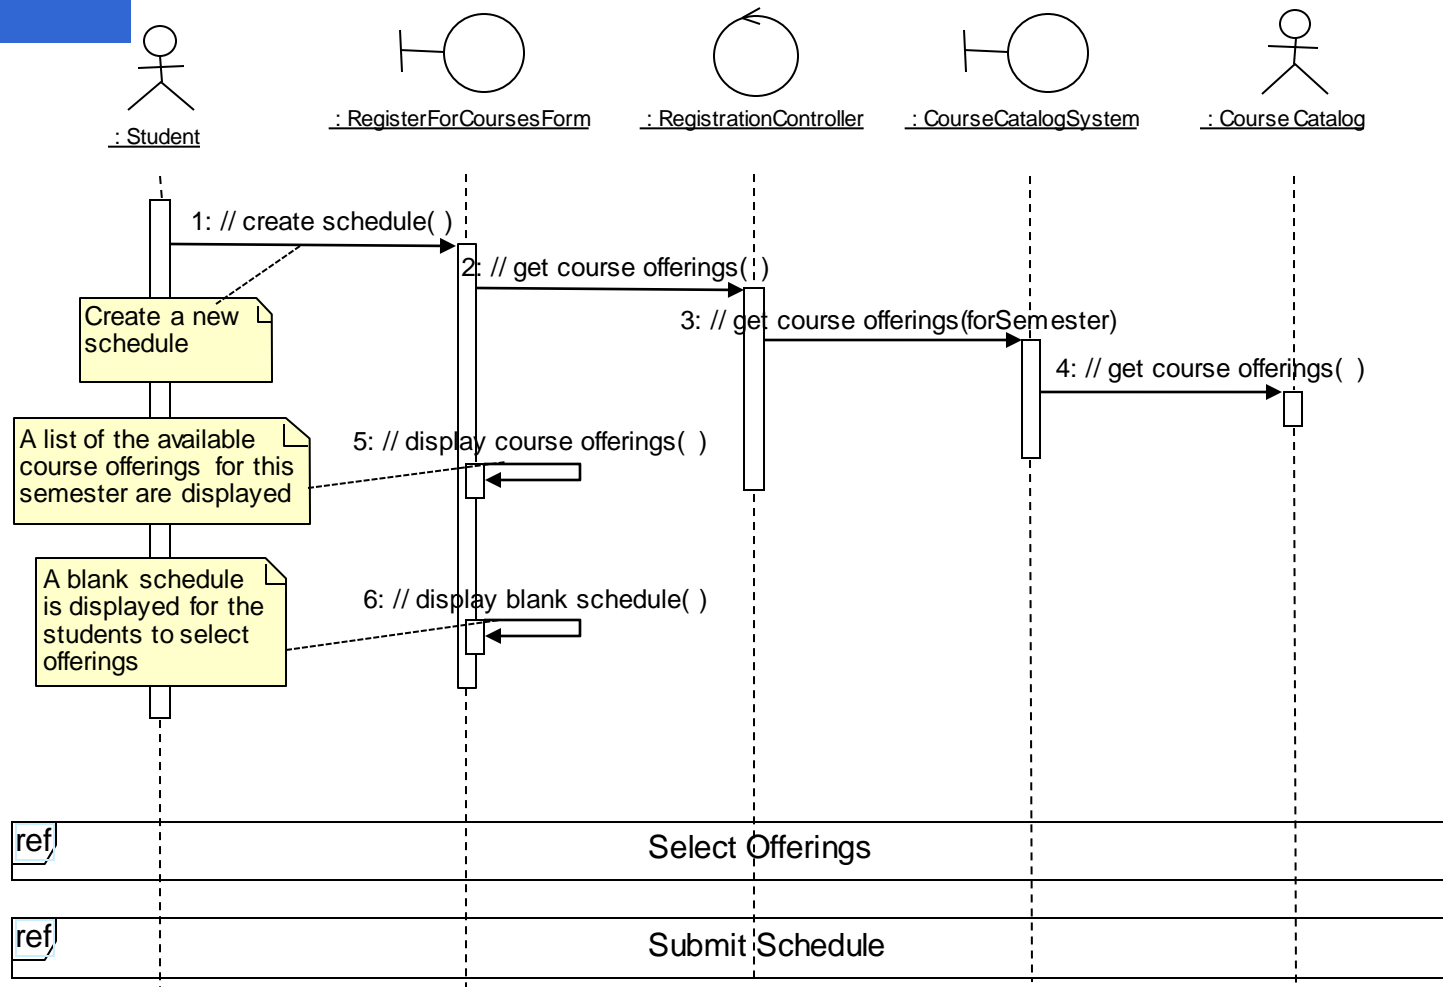 : Student
: RegisterForCoursesForm
: RegistrationController
: CourseCatalogSystem
: Course Catalog
1: // create schedule( )
2: // get course offerings( )
3: // get course offerings(forSemester)
4: // get course offerings( )
Create a new
schedule
5: // display course offerings( )
A list of the available
course offerings for this
semester are displayed
6: // display blank schedule( )
A blank schedule
is displayed for the
students to select
offerings
ref
Select Offerings
ref
Submit Schedule